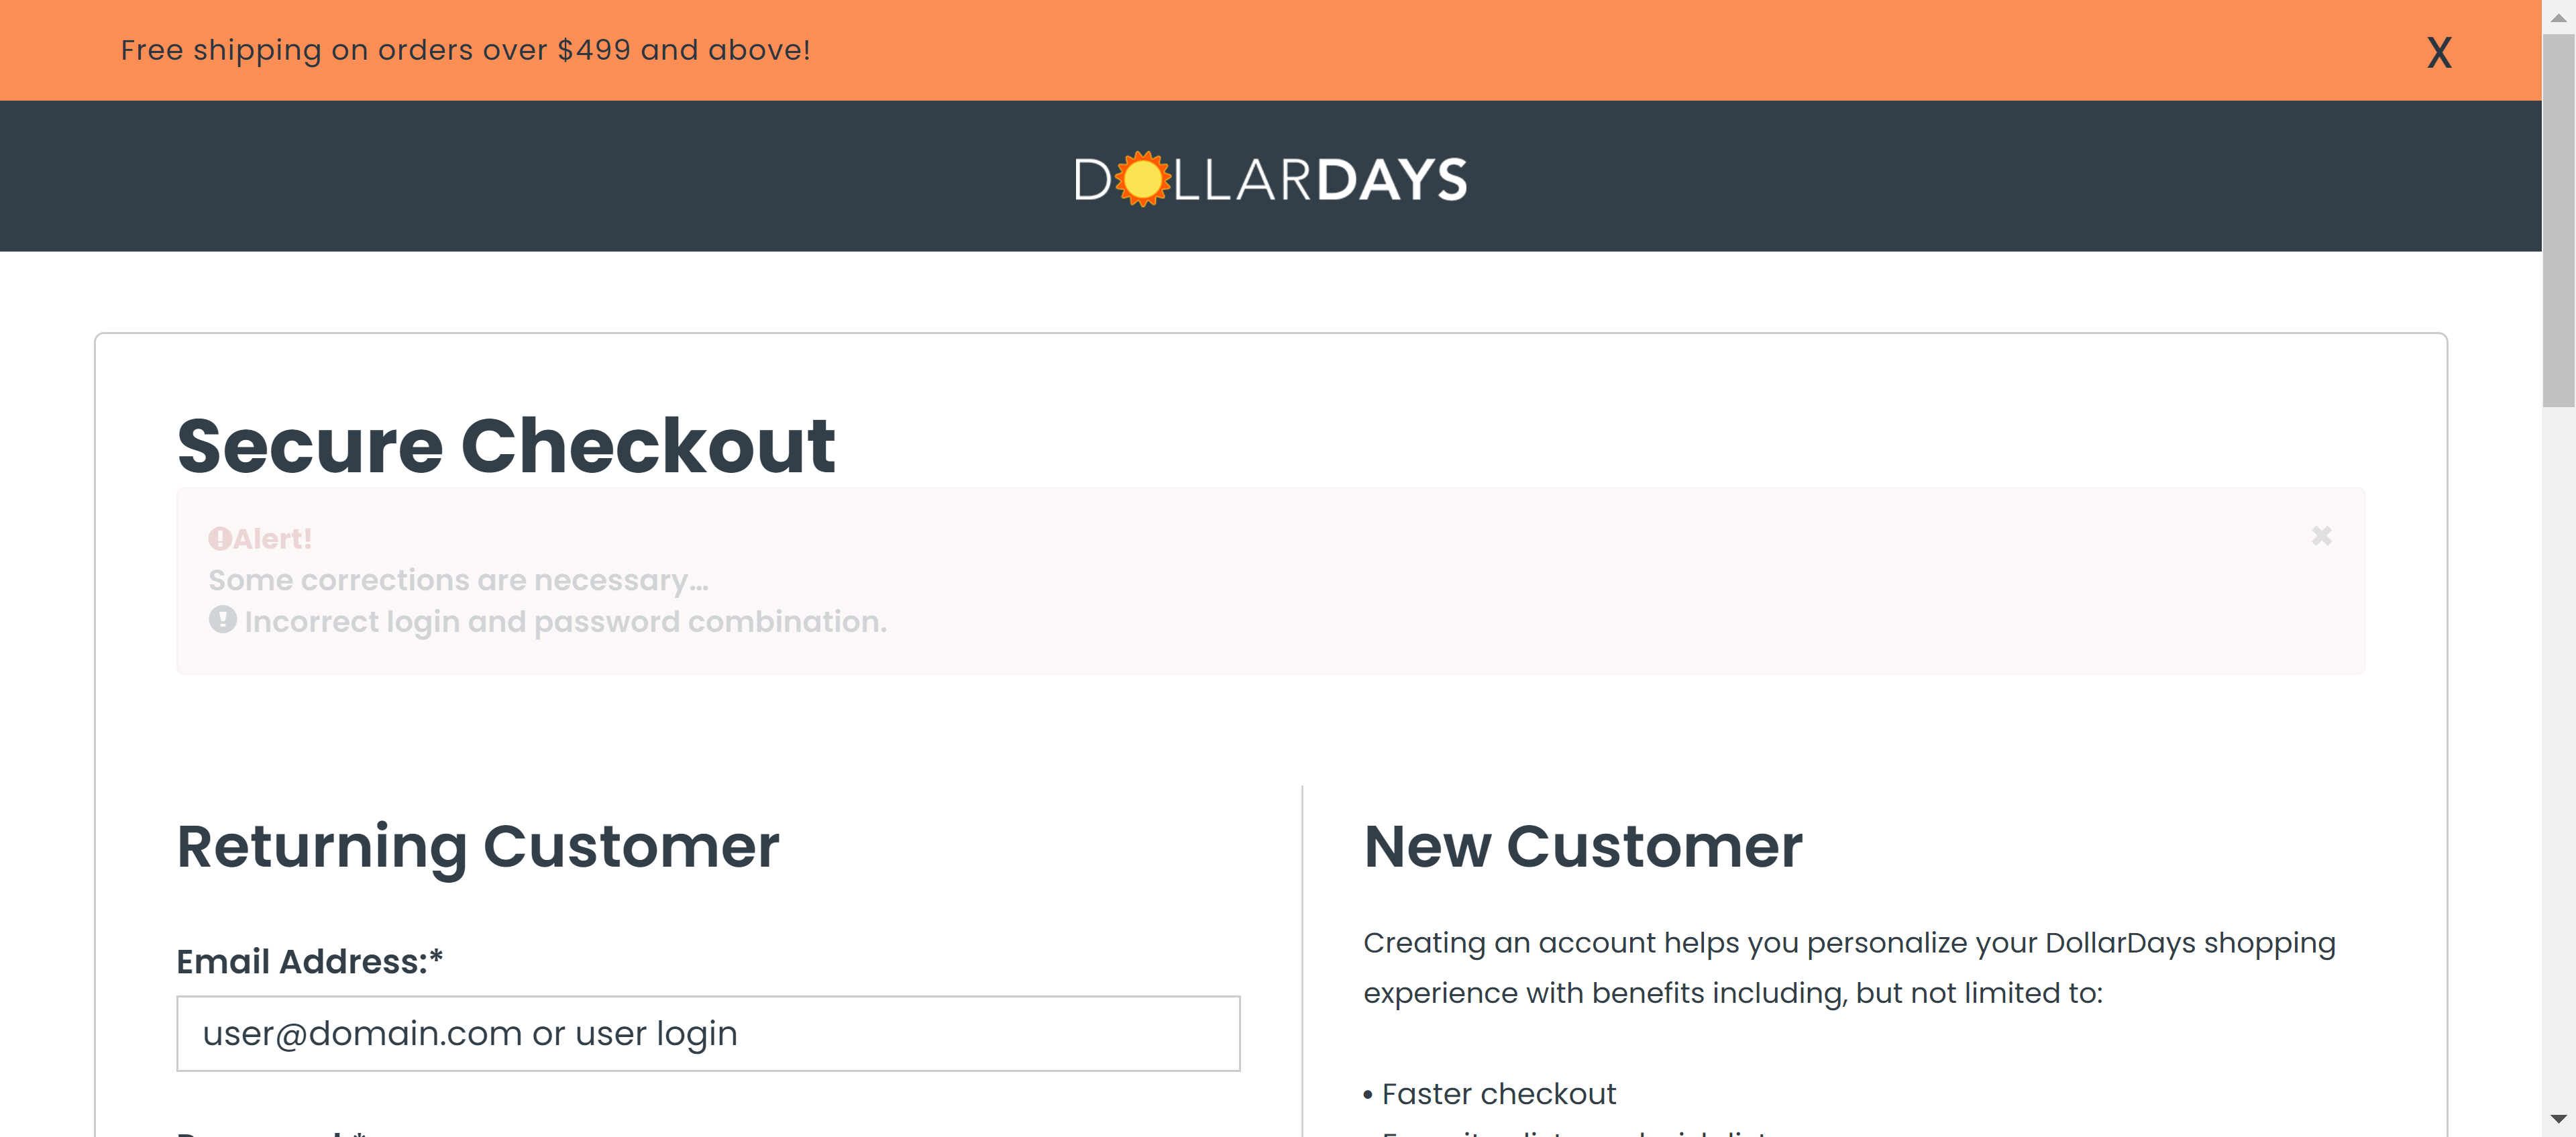 Free shipping on orders over $499 and above!
X
DOLLARDAYS
Secure Checkout
Alert!
Some corrections are necessary...
Incorrect login and password combination.
Returning Customer
Email Address:*
user@domain.com or user login
New Customer
Creating an account helps you personalize your DollarDays shopping
experience with benefits including, but not limited to:
• Faster checkout